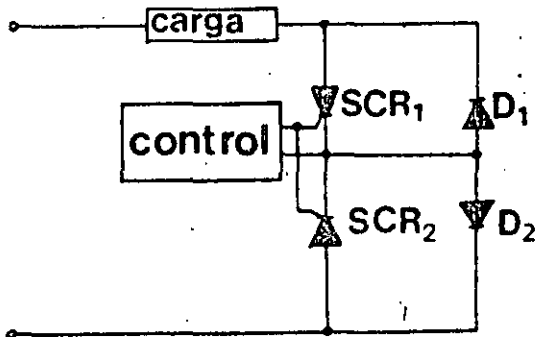 carga
SCR₁
D₁
control
SCR₂
D₂